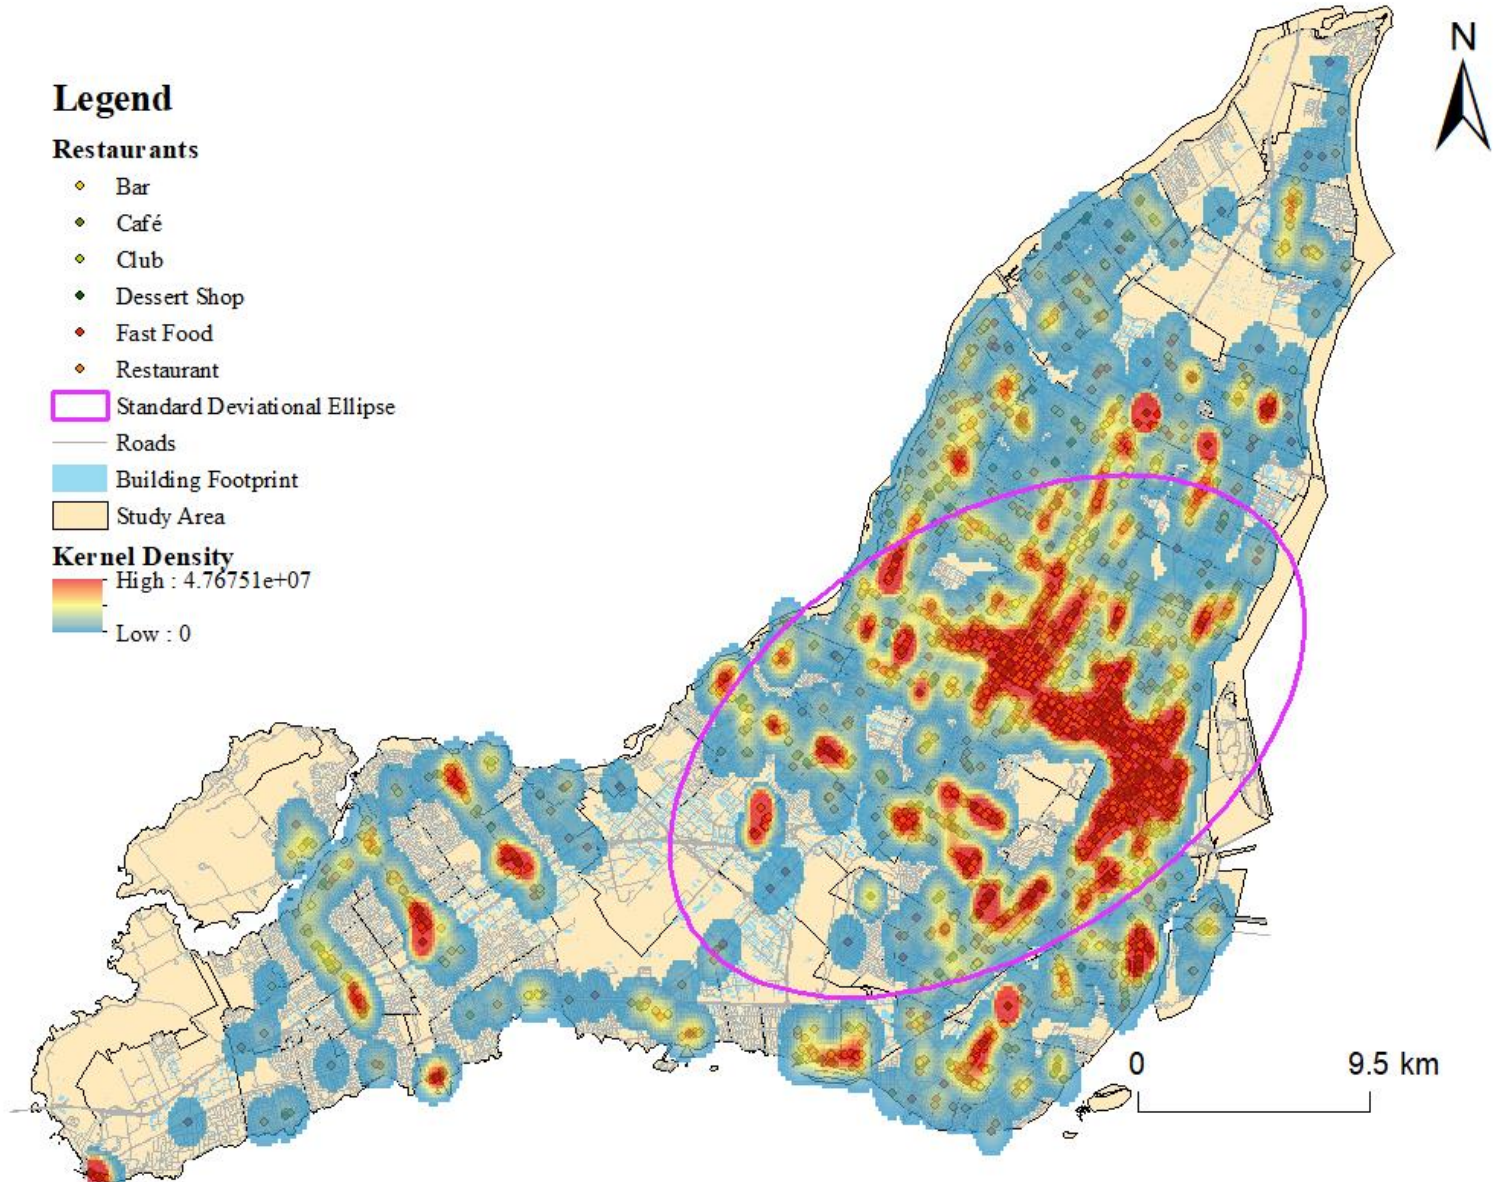 Legend
Restaurants
Bar
Café
Club
Dessert Shop
Fast Food
Restaurant
Standard Deviational Ellipse
Roads
Building Footprint
Study Area
Kernel Density
High : 4.76751e+07
Low : 0
N
0 9.5 km